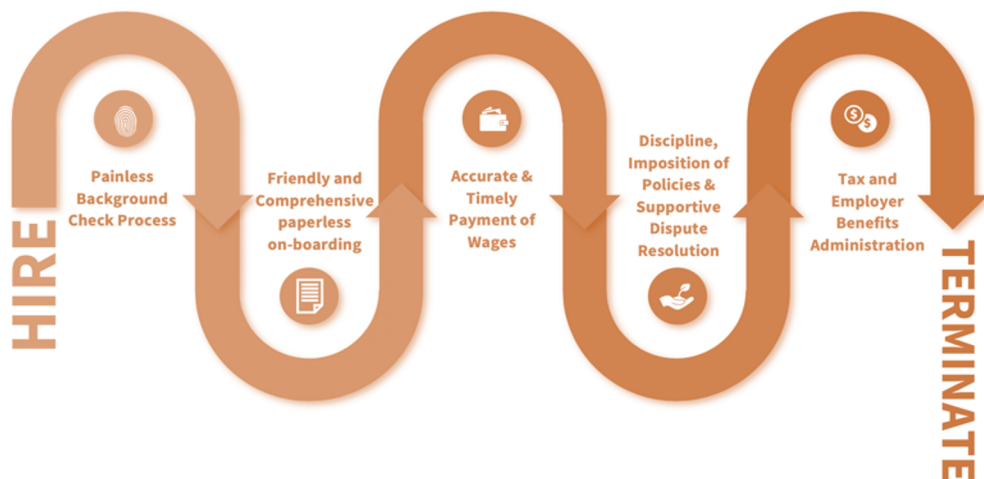 HIRE
Painless
Background
Check Process
Friendly and
Comprehensive
paperless
on-boarding
Accurate &
Timely
Payment of
Wages
Discipline,
Imposition of
Policies &
Supportive
Dispute
Resolution
$
$
Tax and
Employer
Benefits
Administration
TERMINATE